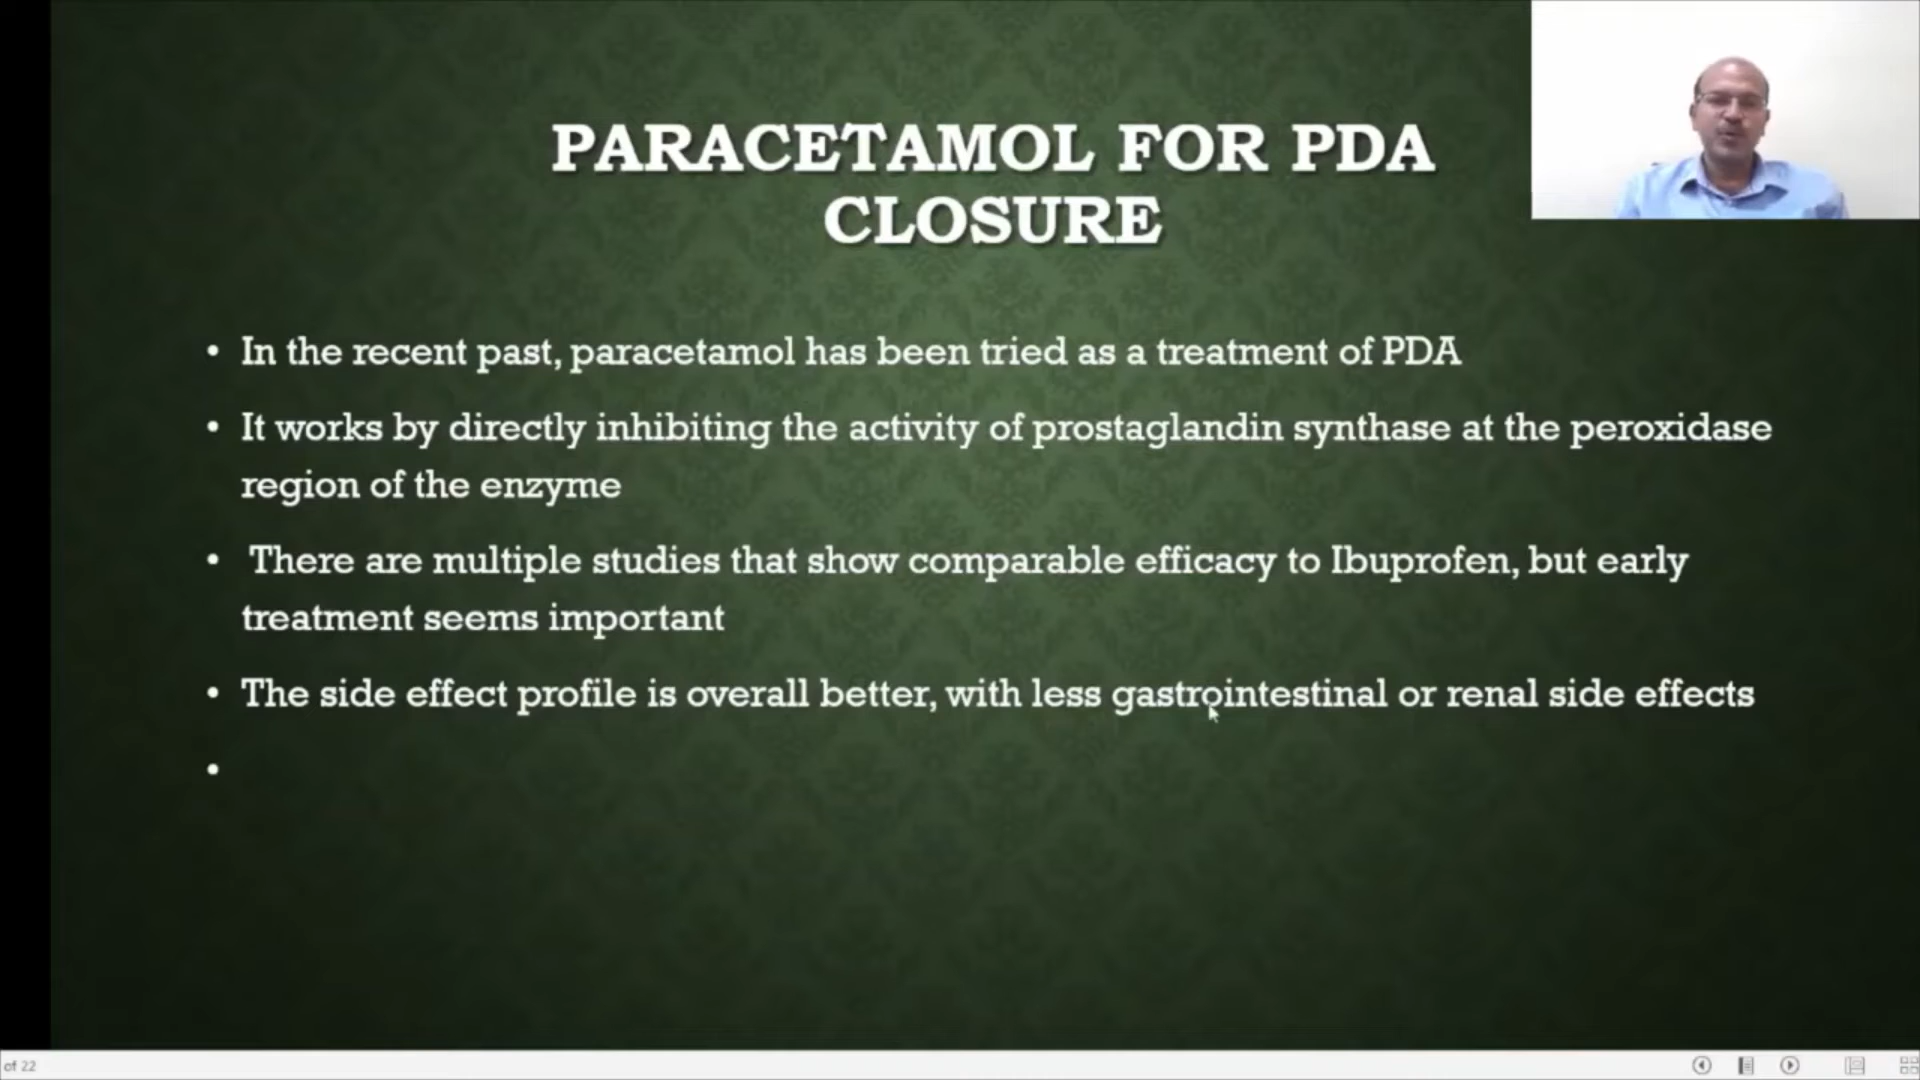 PARACETAMOL FOR PDA
CLOSURE
• In the recent past, paracetamol has been tried as a treatment of PDA
• It works by directly inhibiting the activity of prostaglandin synthase at the peroxidase
region of the enzyme
• There are multiple studies that show comparable efficacy to Ibuprofen, but early
treatment seems important
• The side effect profile is overall better, with less gastrointestinal or renal side effects
•
of 22